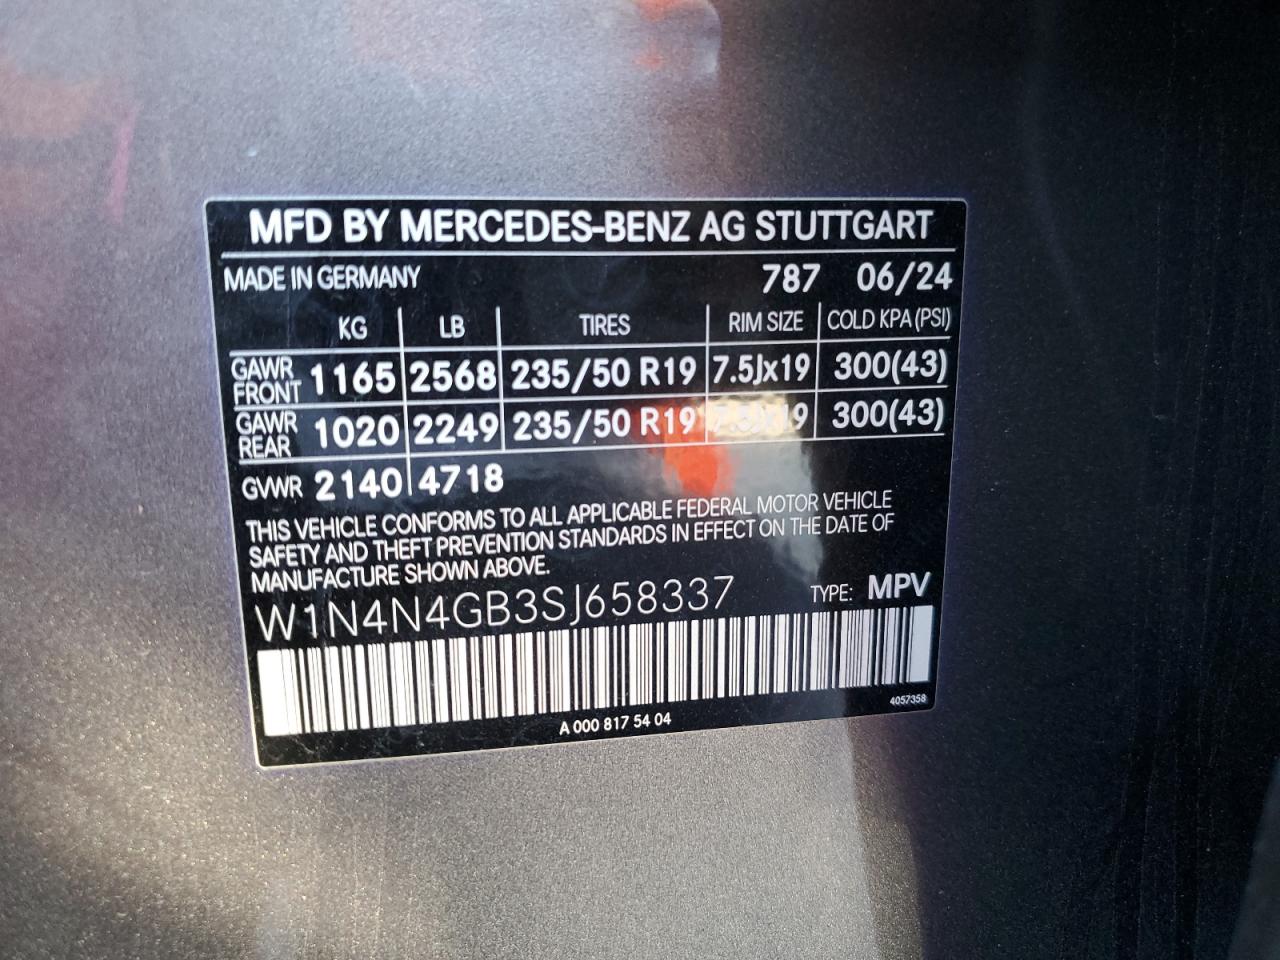 MFD BY MERCEDES-BENZ AG STUTTGART
MADE IN GERMANY 787 06/24
KG LB TIRES RIM SIZE COLD KPA (PSI)
GAWR FRONT 1165 2568 235/50 R19 7.5Jx19 300(43)
GAWR REAR 1020 2249 235/50 R19 7.5Jx19 300(43)
GVWR 2140 4718
THIS VEHICLE CONFORMS TO ALL APPLICABLE FEDERAL MOTOR VEHICLE
SAFETY AND THEFT PREVENTION STANDARDS IN EFFECT ON THE DATE OF
MANUFACTURE SHOWN ABOVE.
W1N4N4GB3SJ658337 TYPE: MPV
4057358
A 000 817 54 04